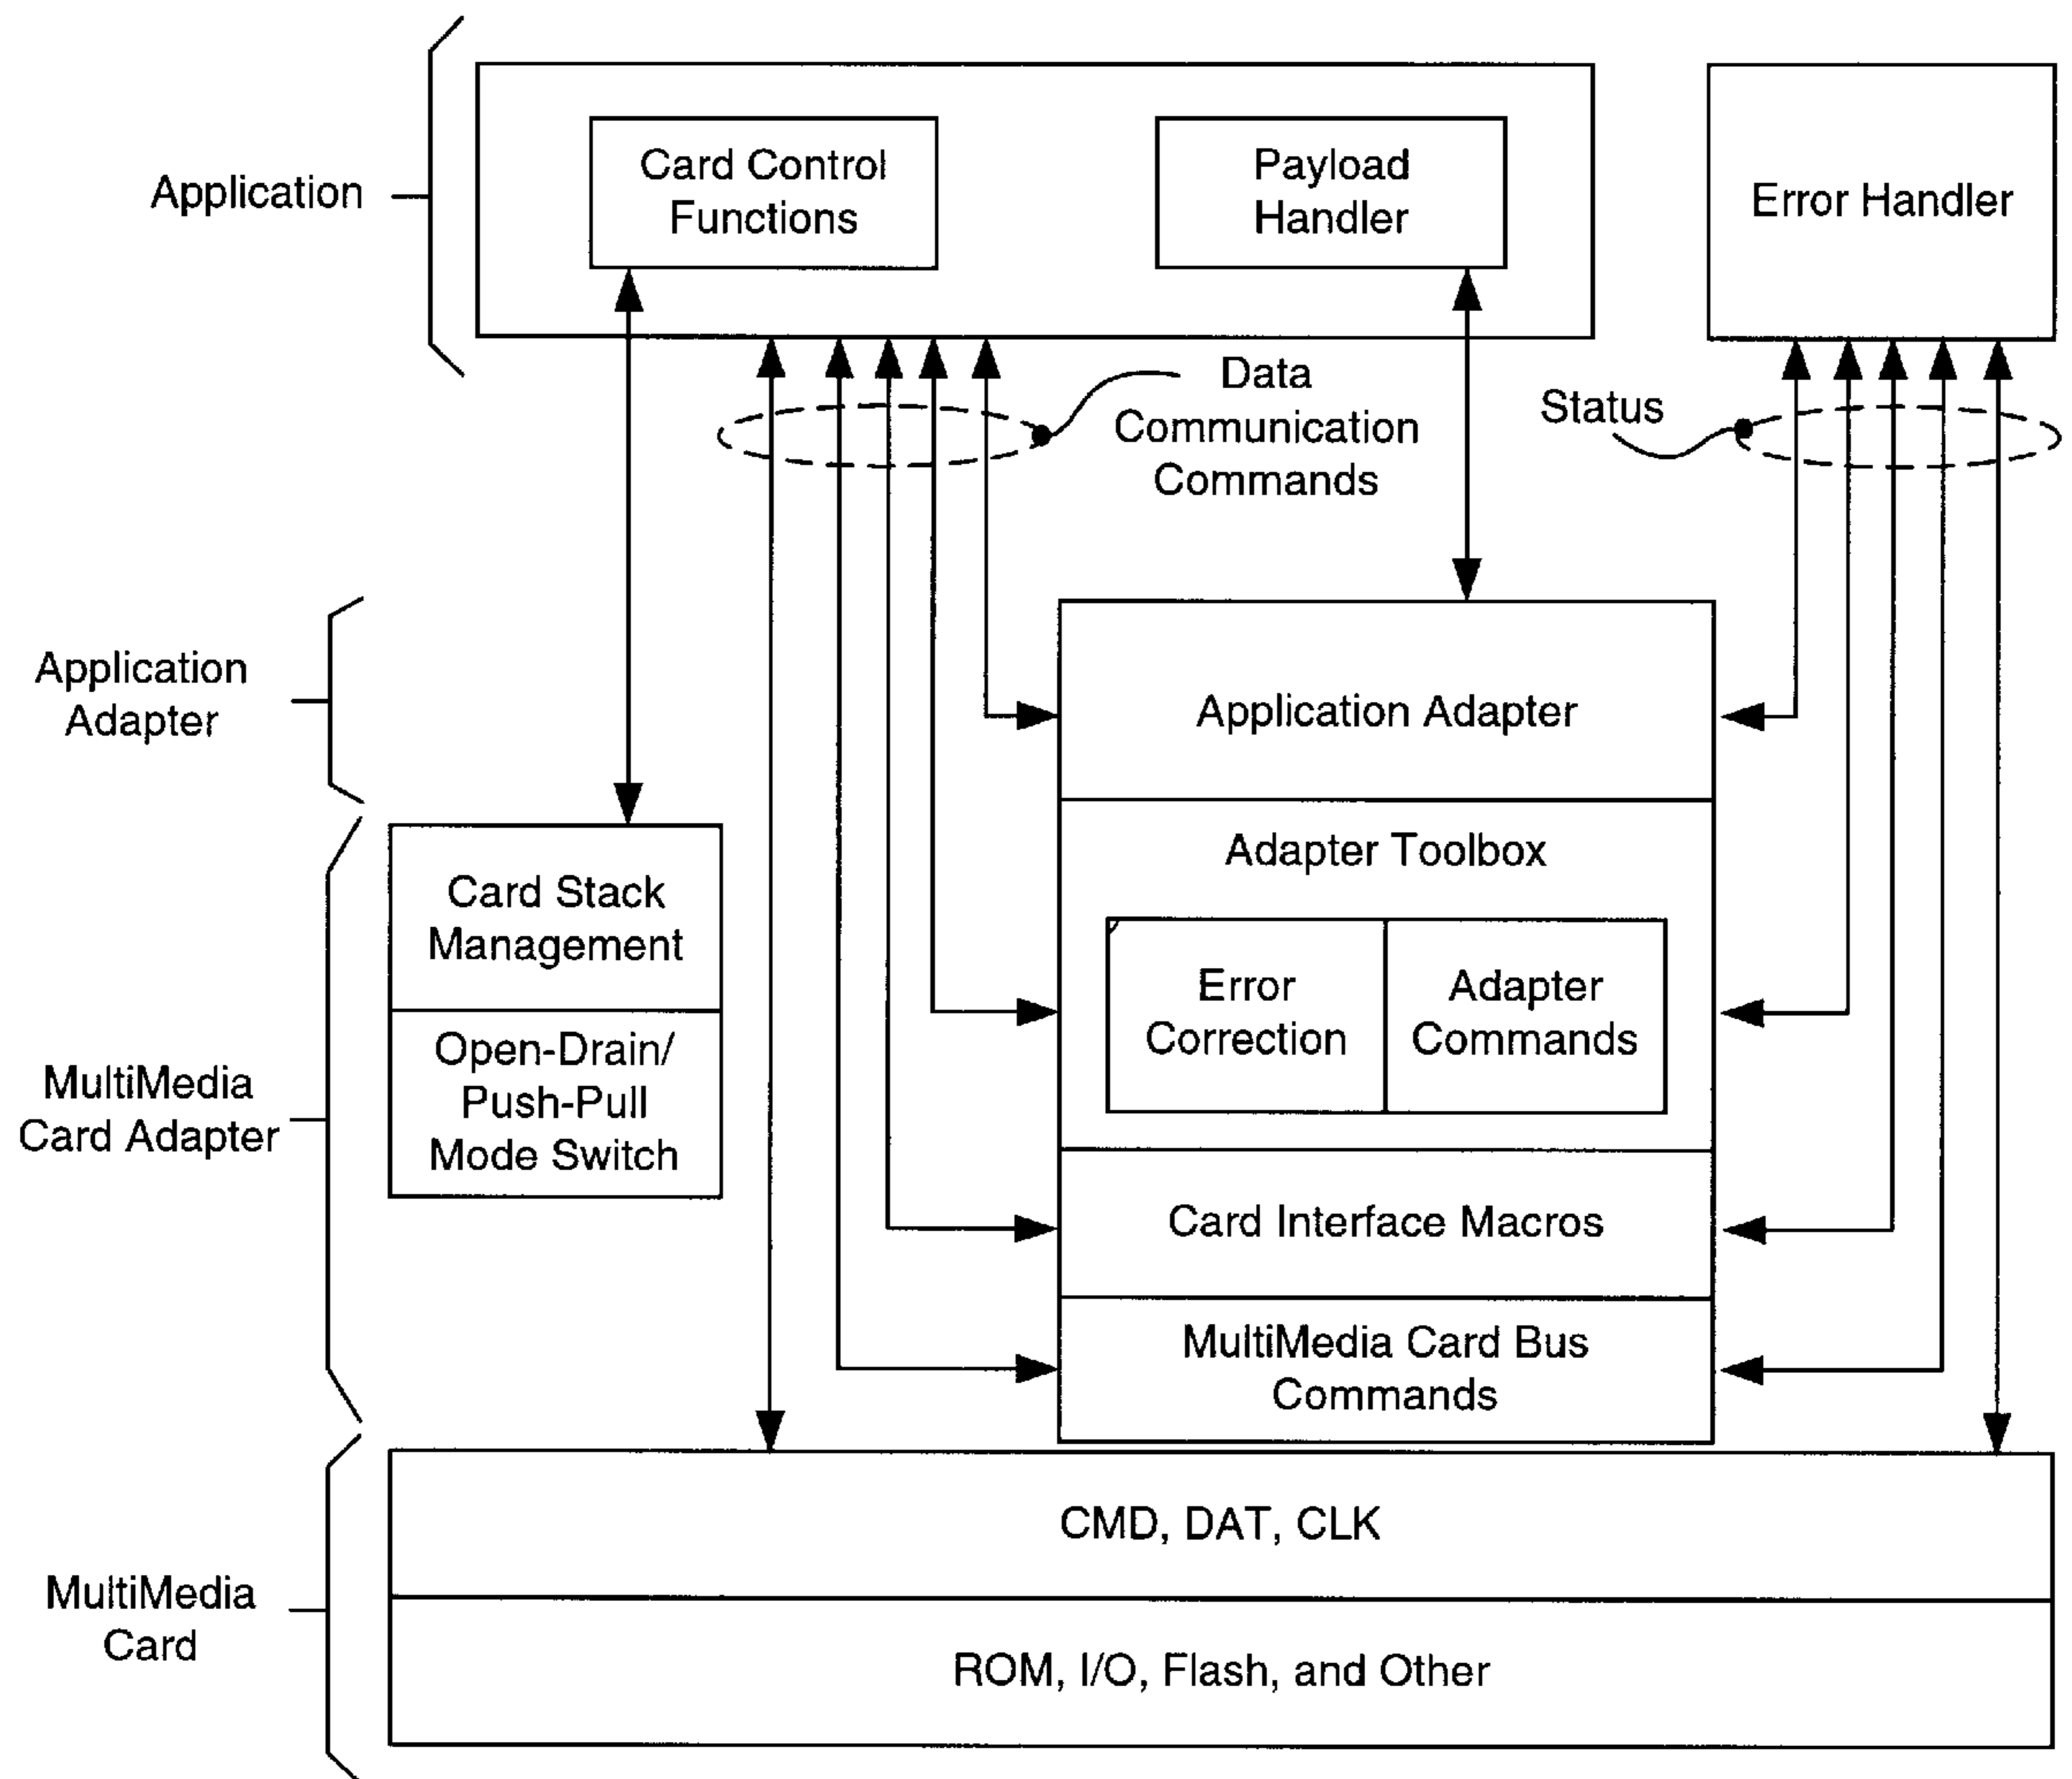 Application
Card Control
Functions
Payload
Handler
Error Handler
Data
Communication
Commands
Status
Application
Adapter
Application Adapter
Adapter Toolbox
Error
Correction
Adapter
Commands
MultiMedia
Card Adapter
Card Stack
Management
Open-Drain/
Push-Pull
Mode Switch
Card Interface Macros
MultiMedia Card Bus
Commands
MultiMedia
Card
CMD, DAT, CLK
ROM, I/O, Flash, and Other